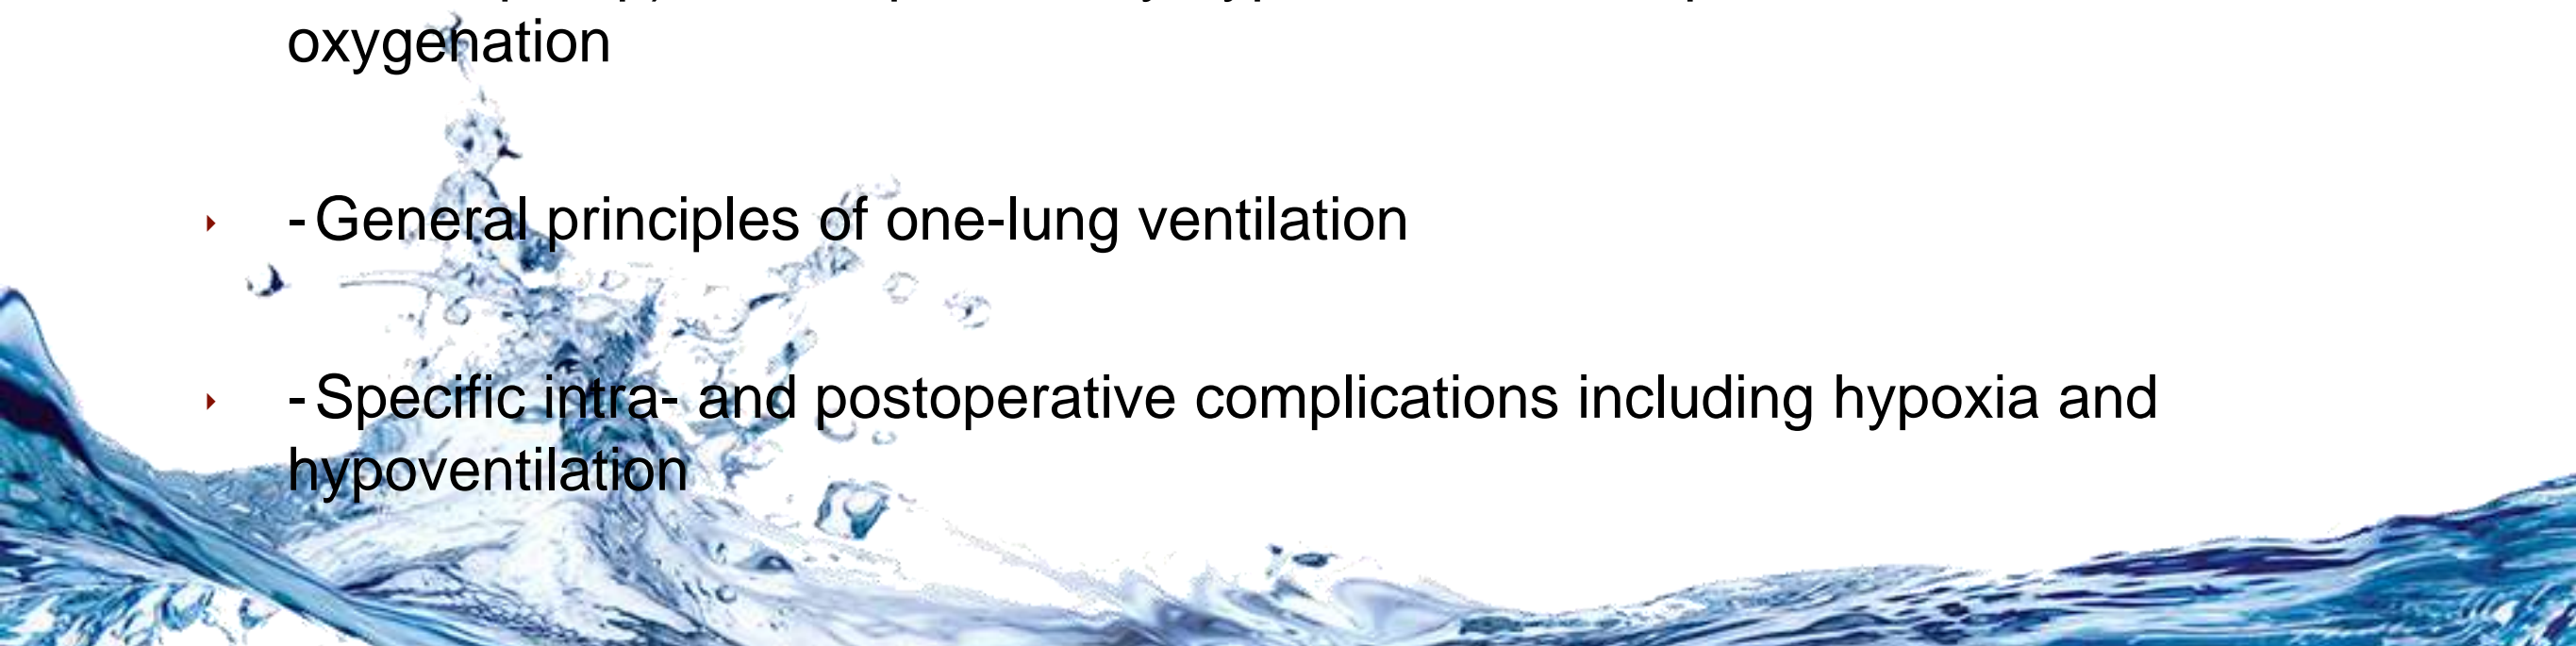 oxygenation
- General principles of one-lung ventilation
- Specific intra- and postoperative complications including hypoxia and
hypoventilation